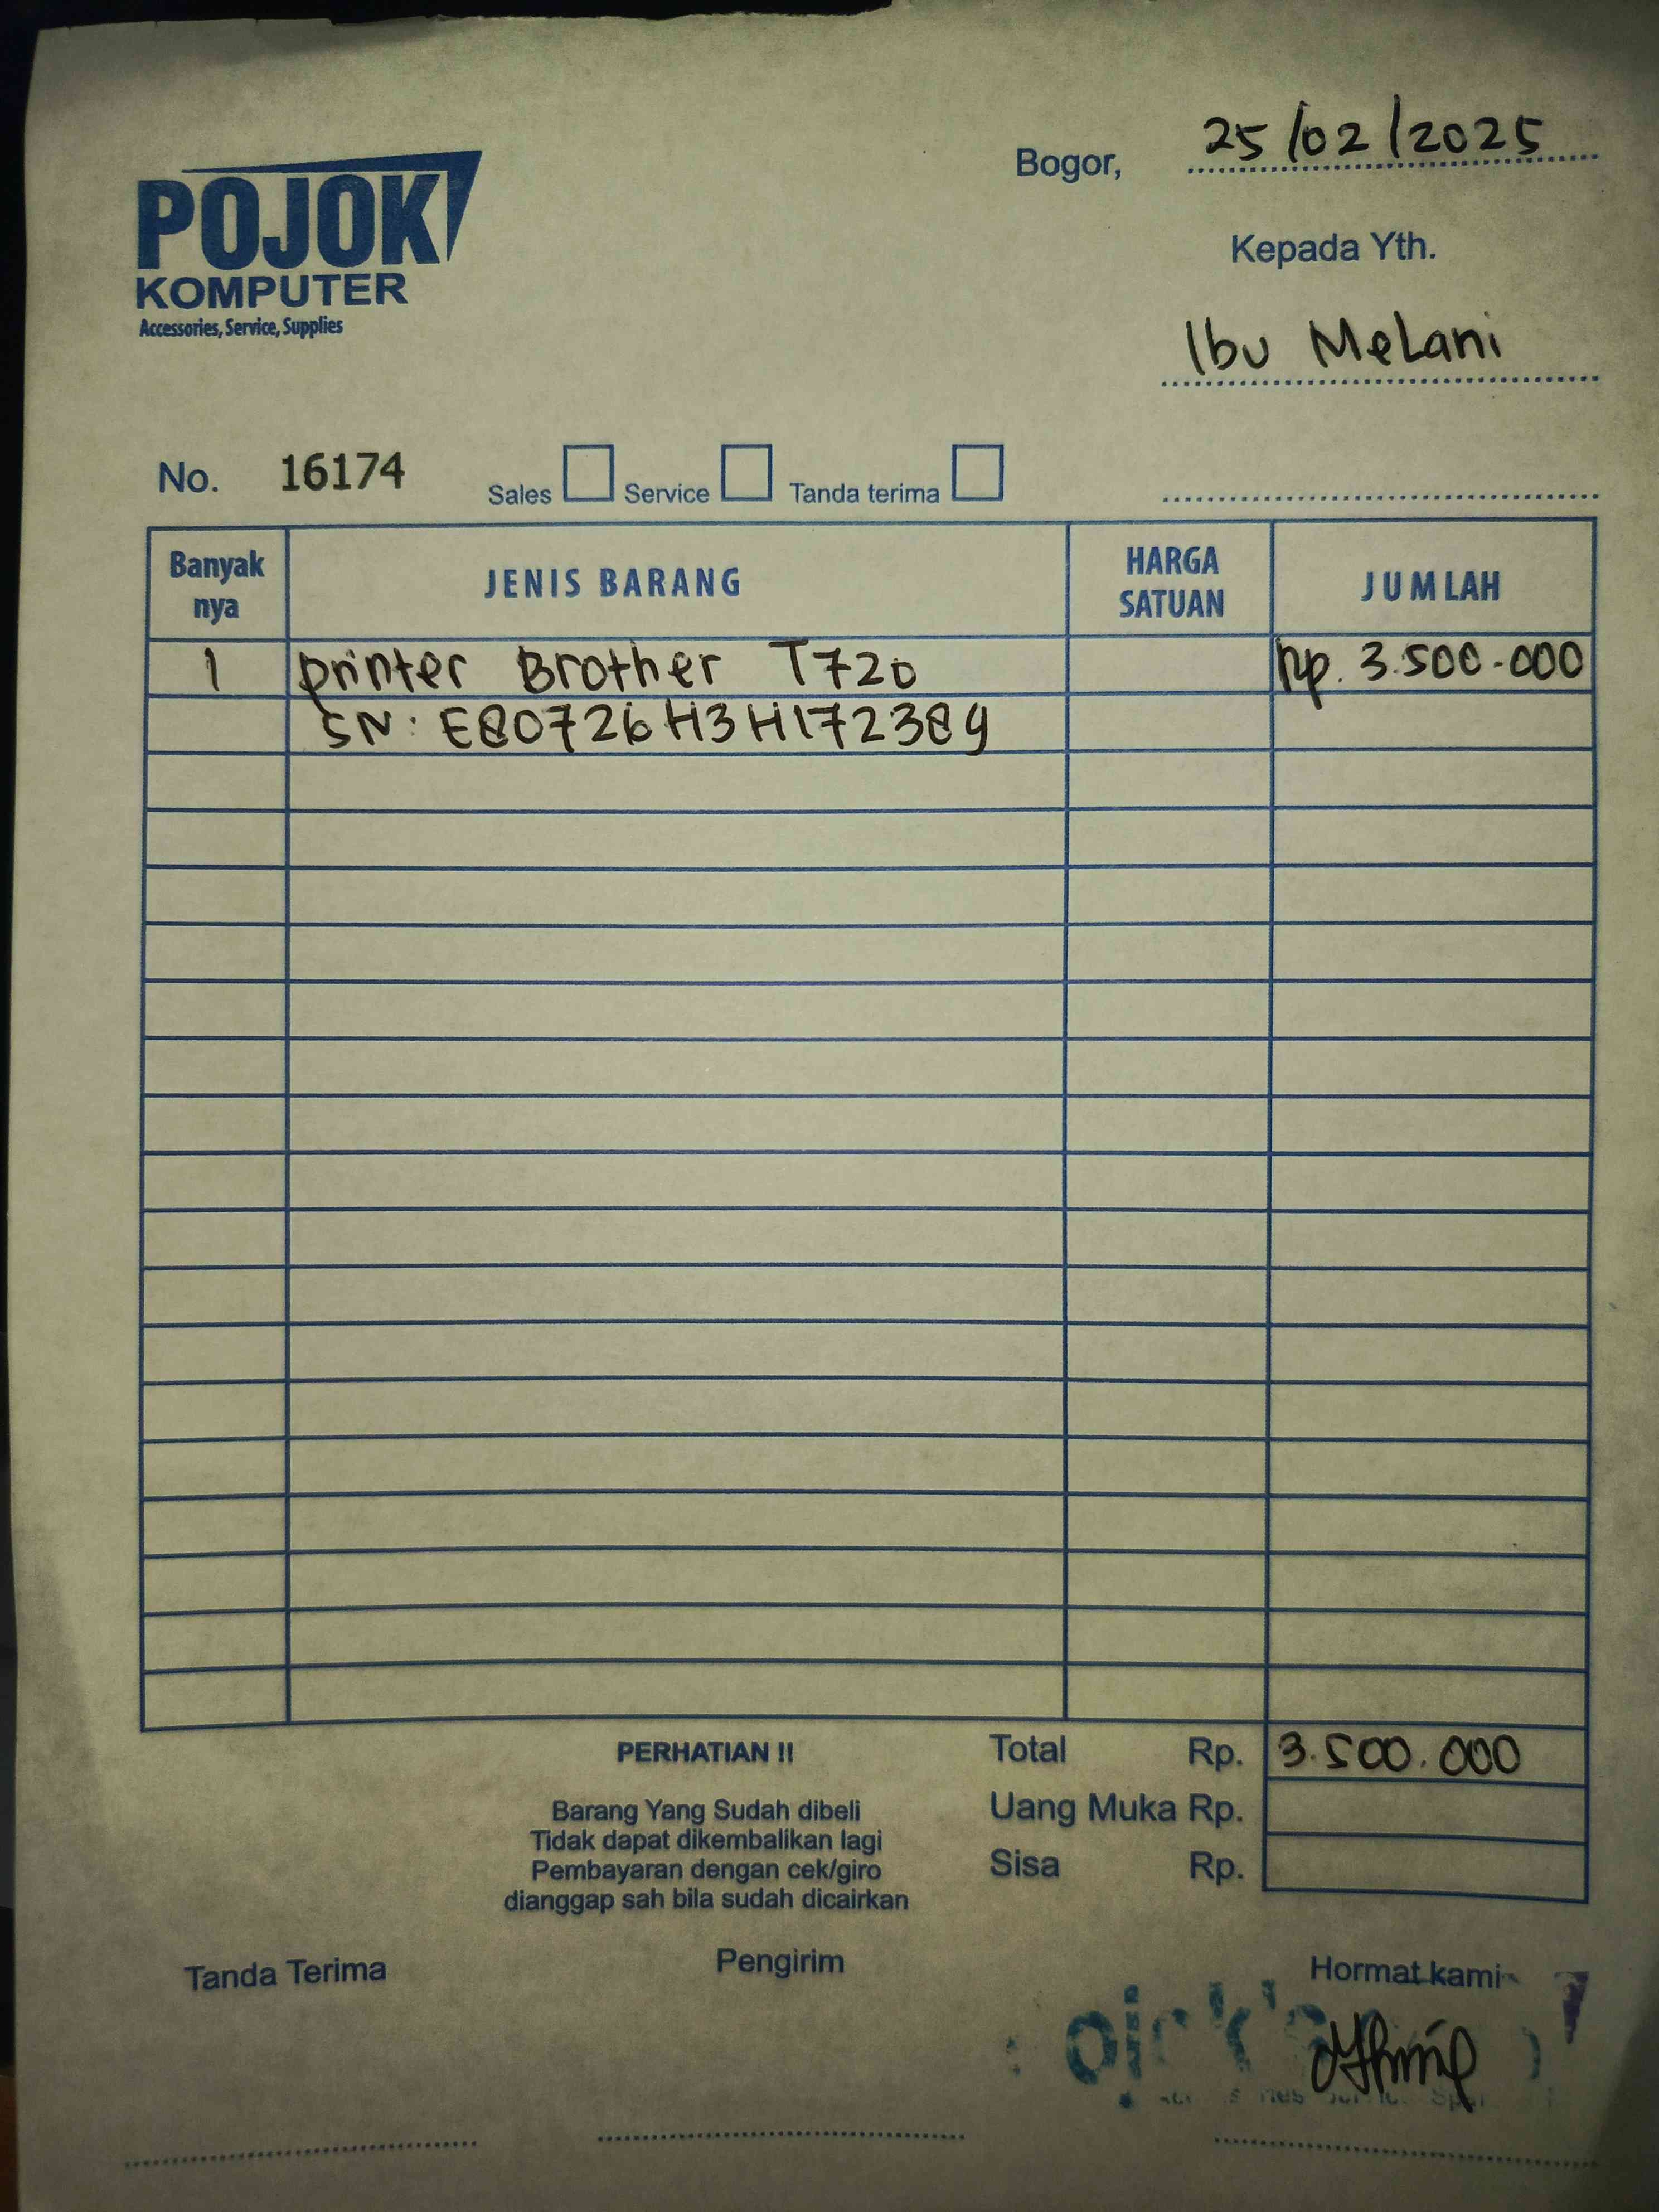 Bogor, 25/02/2025
POJOK
KOMPUTER
Accessories, Service, Supplies
Kepada Yth.
Ibu Melani
No. 16174 Sales Service Tanda terima
Banyak nya JENIS BARANG HARGA SATUAN JUMLAH
1 printer Brother T720 Rp. 3.500.000
SN: E80726H3H172389
Total Rp. 3.500.000
Uang Muka Rp.
Sisa Rp.
PERHATIAN !!
Barang Yang Sudah dibeli
Tidak dapat dikembalikan lagi
Pembayaran dengan cek/giro
dianggap sah bila sudah dicairkan
Tanda Terima Pengirim Hormat kami